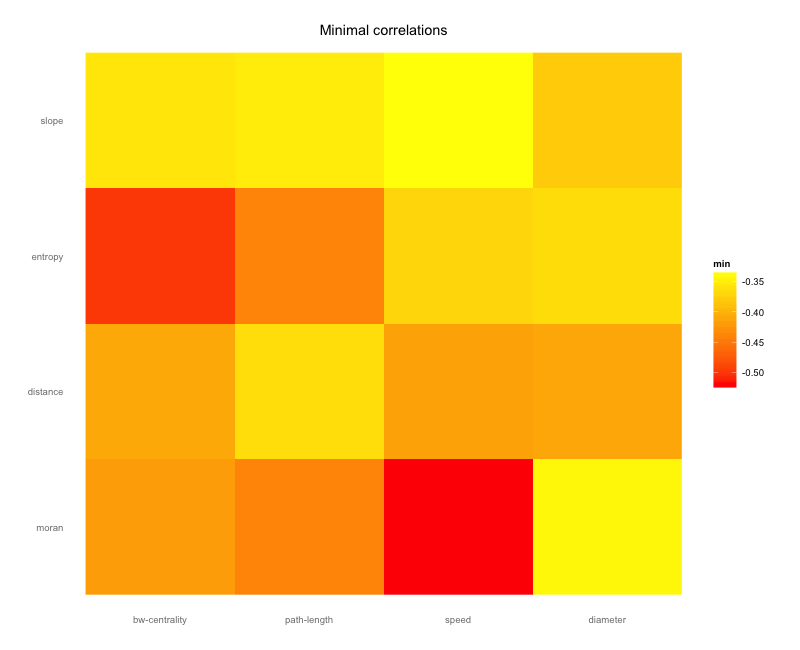 Minimal correlations
slope
entropy
distance
moran
bw-centrality
path-length
speed
diameter
min
-0.35
-0.40
-0.45
-0.50